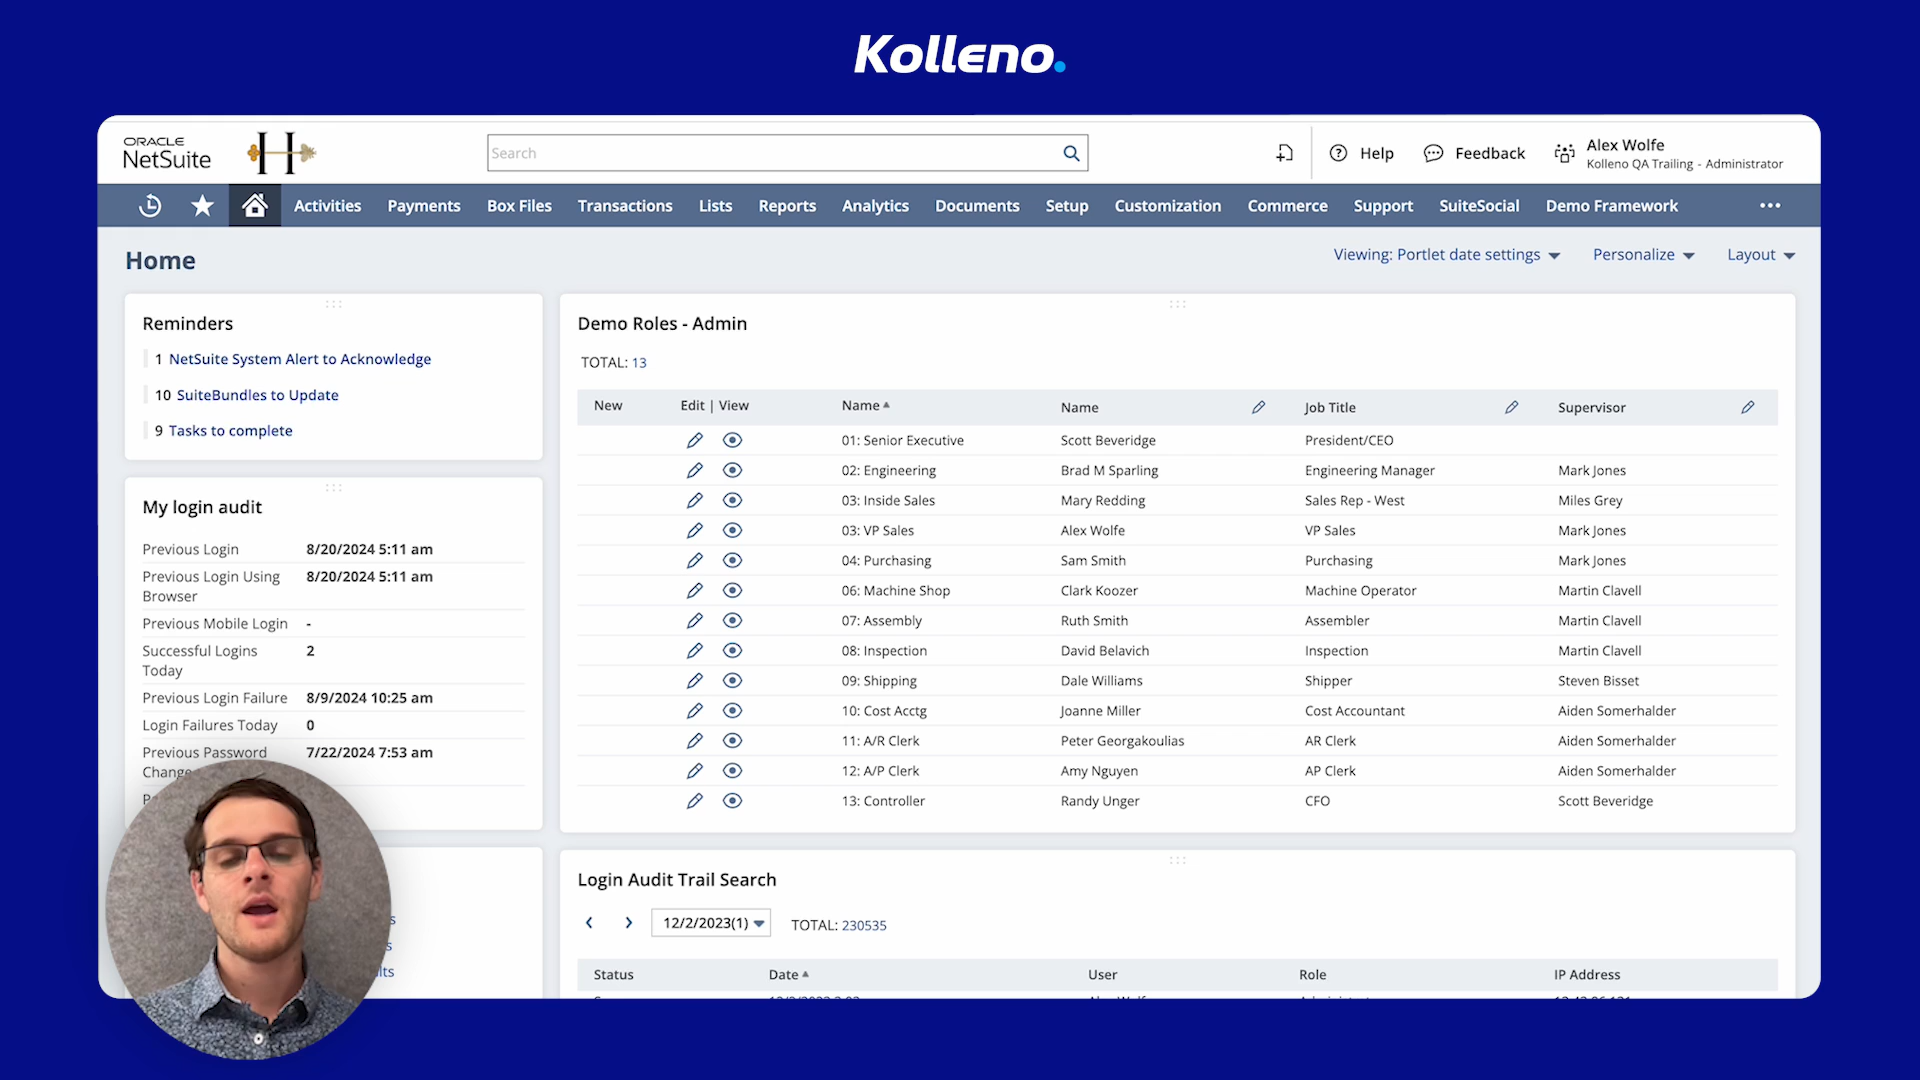 Kolleno.
ORACLE
NetSuite
H
Search
Help
Feedback
Alex Wolfe
Kolleno QA Trailing - Administrator
Activities Payments Box Files Transactions Lists Reports Analytics Documents Setup Customization Commerce Support SuiteSocial Demo Framework
Home
Viewing: Portlet date settings Personalize Layout
Reminders
1 NetSuite System Alert to Acknowledge
10 SuiteBundles to Update
9 Tasks to complete
My login audit
Previous Login 8/20/2024 5:11 am
Previous Login Using Browser 8/20/2024 5:11 am
Previous Mobile Login -
Successful Logins Today 2
Previous Login Failure 8/9/2024 10:25 am
Login Failures Today 0
Previous Password Change 7/22/2024 7:53 am
Demo Roles - Admin
TOTAL: 13
New Edit | View Name Name Job Title Supervisor
01: Senior Executive Scott Beveridge President/CEO
02: Engineering Brad M Sparling Engineering Manager Mark Jones
03: Inside Sales Mary Redding Sales Rep - West Miles Grey
03: VP Sales Alex Wolfe VP Sales Mark Jones
04: Purchasing Sam Smith Purchasing Mark Jones
06: Machine Shop Clark Koozer Machine Operator Martin Clavell
07: Assembly Ruth Smith Assembler Martin Clavell
08: Inspection David Belavich Inspection Martin Clavell
09: Shipping Dale Williams Shipper Steven Bisset
10: Cost Acctg Joanne Miller Cost Accountant Aiden Somerhalder
11: A/R Clerk Peter Georgakoulias AR Clerk Aiden Somerhalder
12: A/P Clerk Amy Nguyen AP Clerk Aiden Somerhalder
13: Controller Randy Unger CFO Scott Beveridge
Login Audit Trail Search
12/2/2023(1) TOTAL: 230535
Status Date User Role IP Address